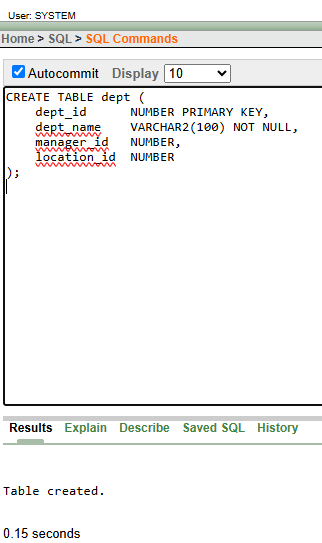 User: SYSTEM
Home > SQL > SQL Commands
Autocommit Display 10
CREATE TABLE dept (
    dept_id      NUMBER PRIMARY KEY,
    dept_name    VARCHAR2(100) NOT NULL,
    manager_id   NUMBER,
    location_id  NUMBER
);
Results Explain Describe Saved SQL History
Table created.
0.15 seconds